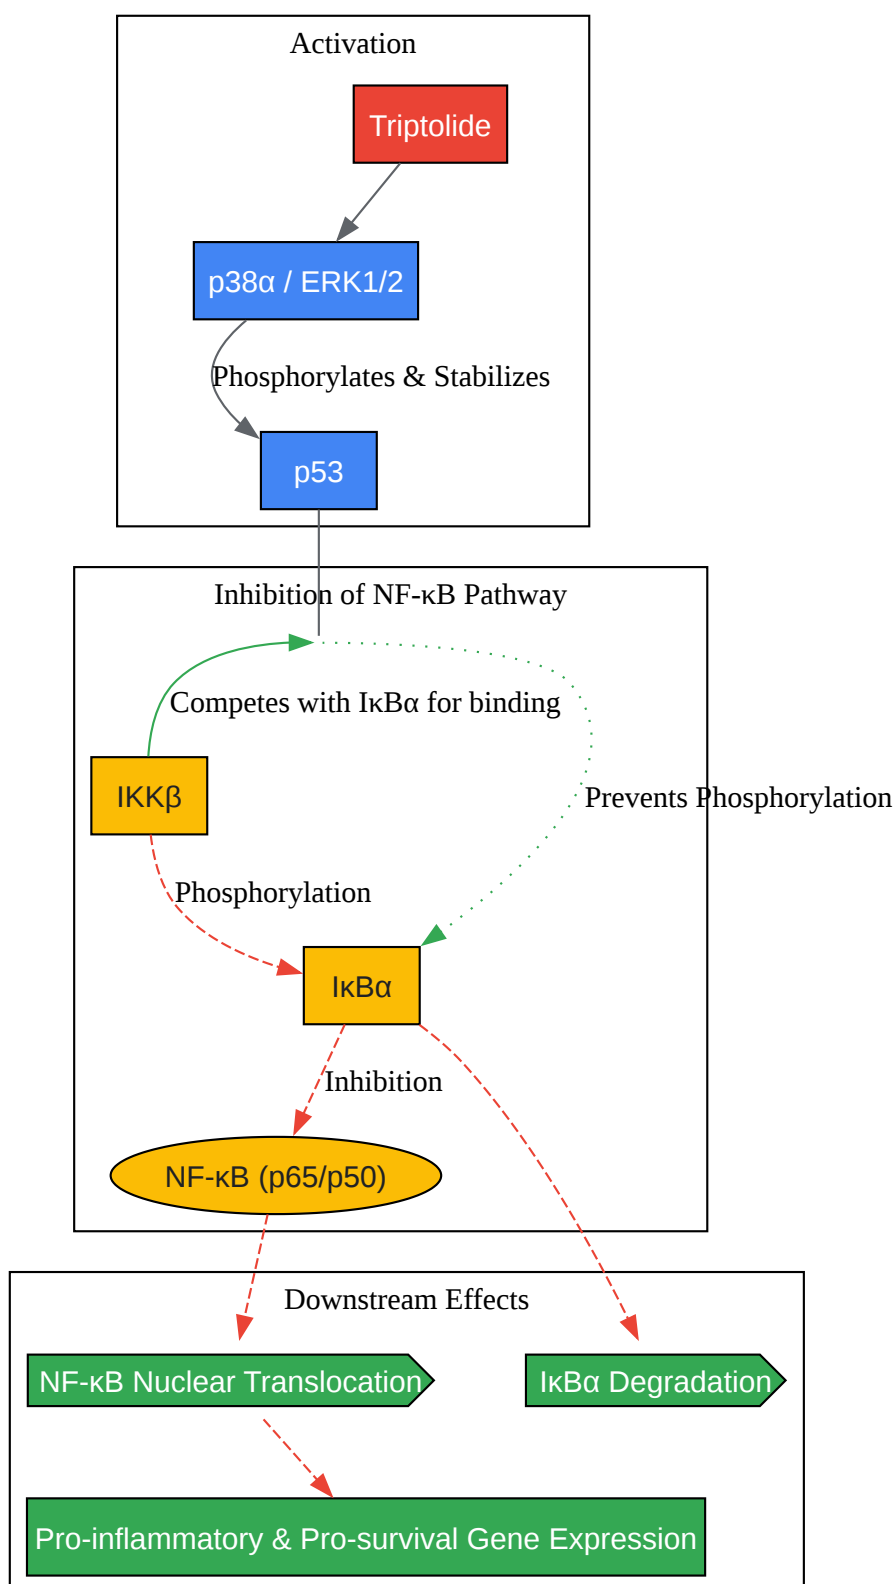 Activation
Triptolide
p38α / ERK1/2
Phosphorylates & Stabilizes
p53
Inhibition of NF-κB Pathway
Competes with IκBα for binding
IKKβ
Prevents Phosphorylation
Phosphorylation
IκBα
Inhibition
NF-κB (p65/p50)
Downstream Effects
NF-κB Nuclear Translocation
IκBα Degradation
Pro-inflammatory & Pro-survival Gene Expression